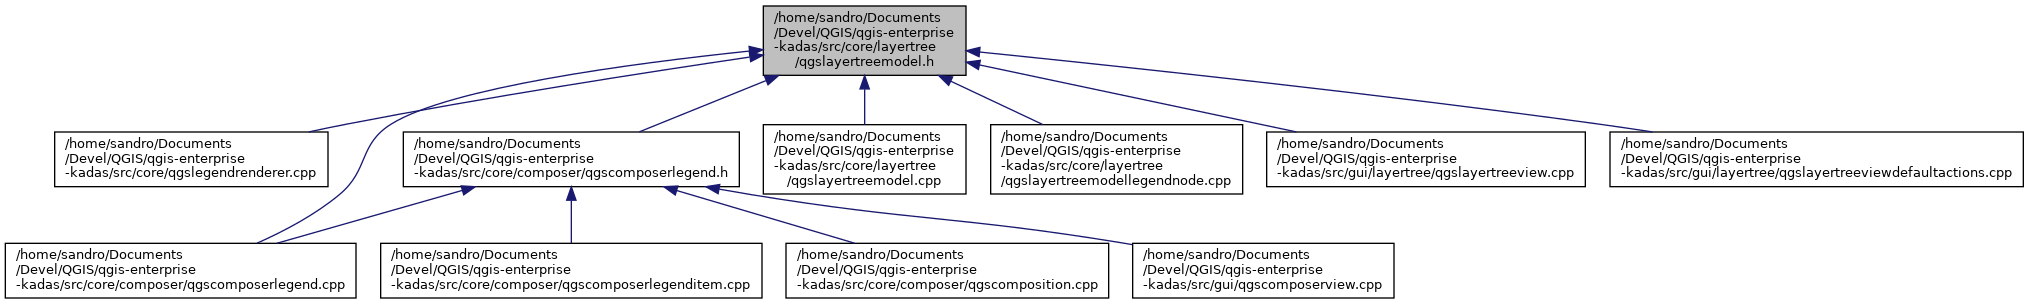 /home/sandro/Documents
/Devel/QGIS/qgis-enterprise
-kadas/src/core/layertree
/qgslayertreemodel.h
/home/sandro/Documents
/Devel/QGIS/qgis-enterprise
-kadas/src/core/qgslegendrenderer.cpp
/home/sandro/Documents
/Devel/QGIS/qgis-enterprise
-kadas/src/core/composer/qgscomposerlegend.h
/home/sandro/Documents
/Devel/QGIS/qgis-enterprise
-kadas/src/core/layertree
/qgslayertreemodel.cpp
/home/sandro/Documents
/Devel/QGIS/qgis-enterprise
-kadas/src/core/layertree
/qgslayertreemodellegendnode.cpp
/home/sandro/Documents
/Devel/QGIS/qgis-enterprise
-kadas/src/gui/layertree/qgslayertreeview.cpp
/home/sandro/Documents
/Devel/QGIS/qgis-enterprise
-kadas/src/gui/layertree/qgslayertreeviewdefaultactions.cpp
/home/sandro/Documents
/Devel/QGIS/qgis-enterprise
-kadas/src/core/composer/qgscomposerlegend.cpp
/home/sandro/Documents
/Devel/QGIS/qgis-enterprise
-kadas/src/core/composer/qgscomposerlegenditem.cpp
/home/sandro/Documents
/Devel/QGIS/qgis-enterprise
-kadas/src/core/composer/qgscomposition.cpp
/home/sandro/Documents
/Devel/QGIS/qgis-enterprise
-kadas/src/gui/qgscomposerview.cpp